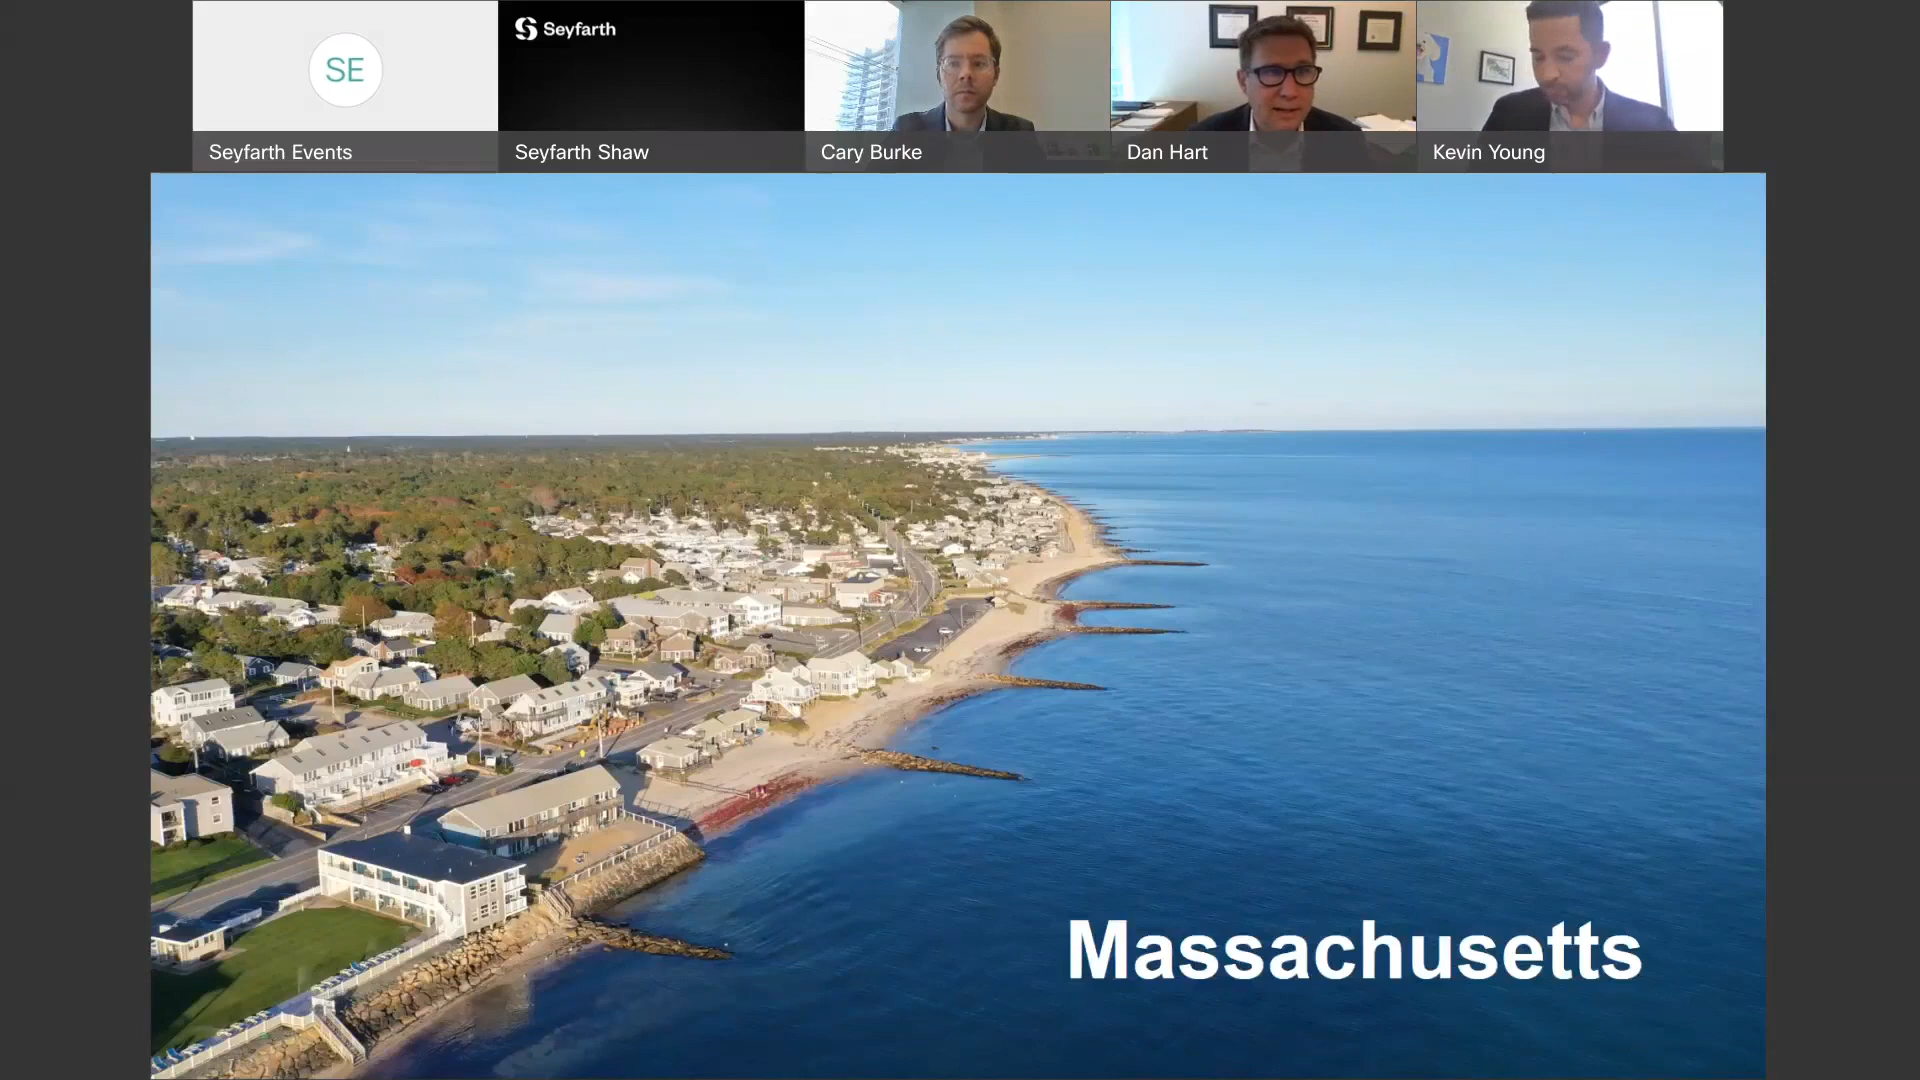 SE
Seyfarth Events
Seyfarth
Seyfarth Shaw
Cary Burke
Dan Hart
Kevin Young
Massachusetts